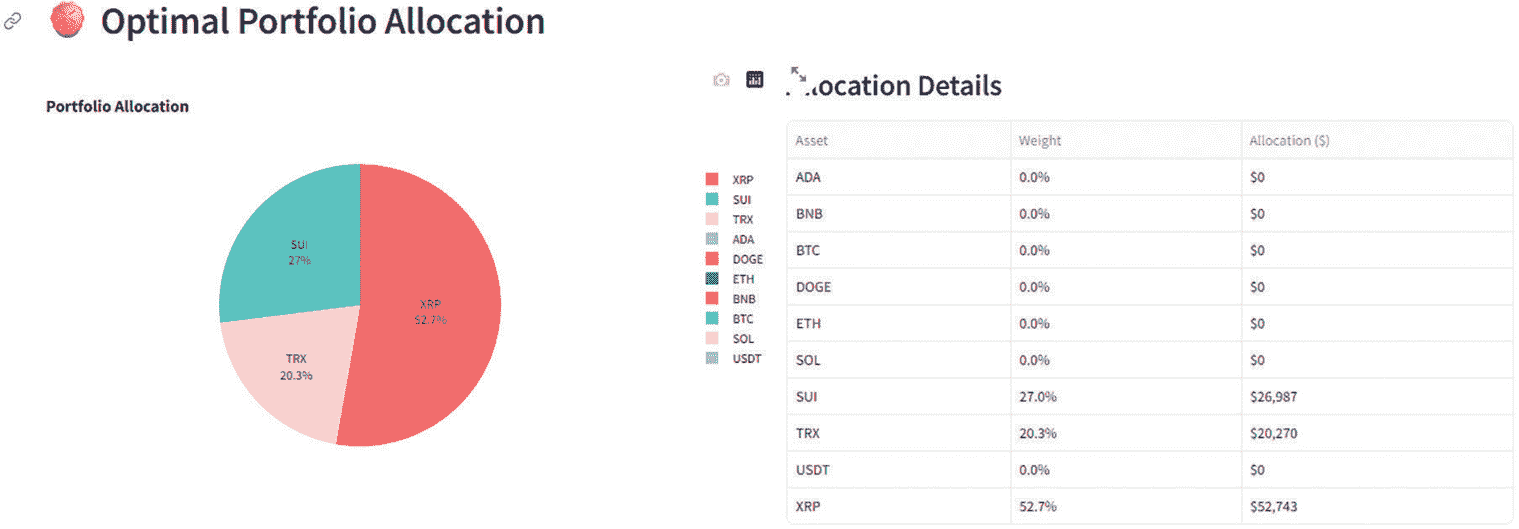 Optimal Portfolio Allocation
Portfolio Allocation
SUI
27%
XRP
52.7%
TRX
20.3%
XRP
SUI
TRX
ADA
DOGE
ETH
BNB
BTC
SOL
USDT
Details
Asset Weight Allocation ($)
ADA 0.0% $0
BNB 0.0% $0
BTC 0.0% $0
DOGE 0.0% $0
ETH 0.0% $0
SOL 0.0% $0
SUI 27.0% $26,987
TRX 20.3% $20,270
USDT 0.0% $0
XRP 52.7% $52,743